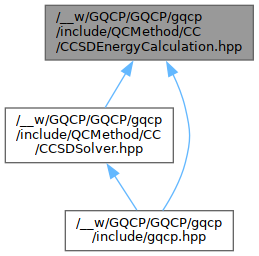 /__w/GQCP/GQCP/gqcp
/include/QCMethod/CC
/CCSDEnergyCalculation.hpp
/__w/GQCP/GQCP/gqcp
/include/QCMethod/CC
/CCSDSolver.hpp
/__w/GQCP/GQCP/gqcp
/include/gqcp.hpp